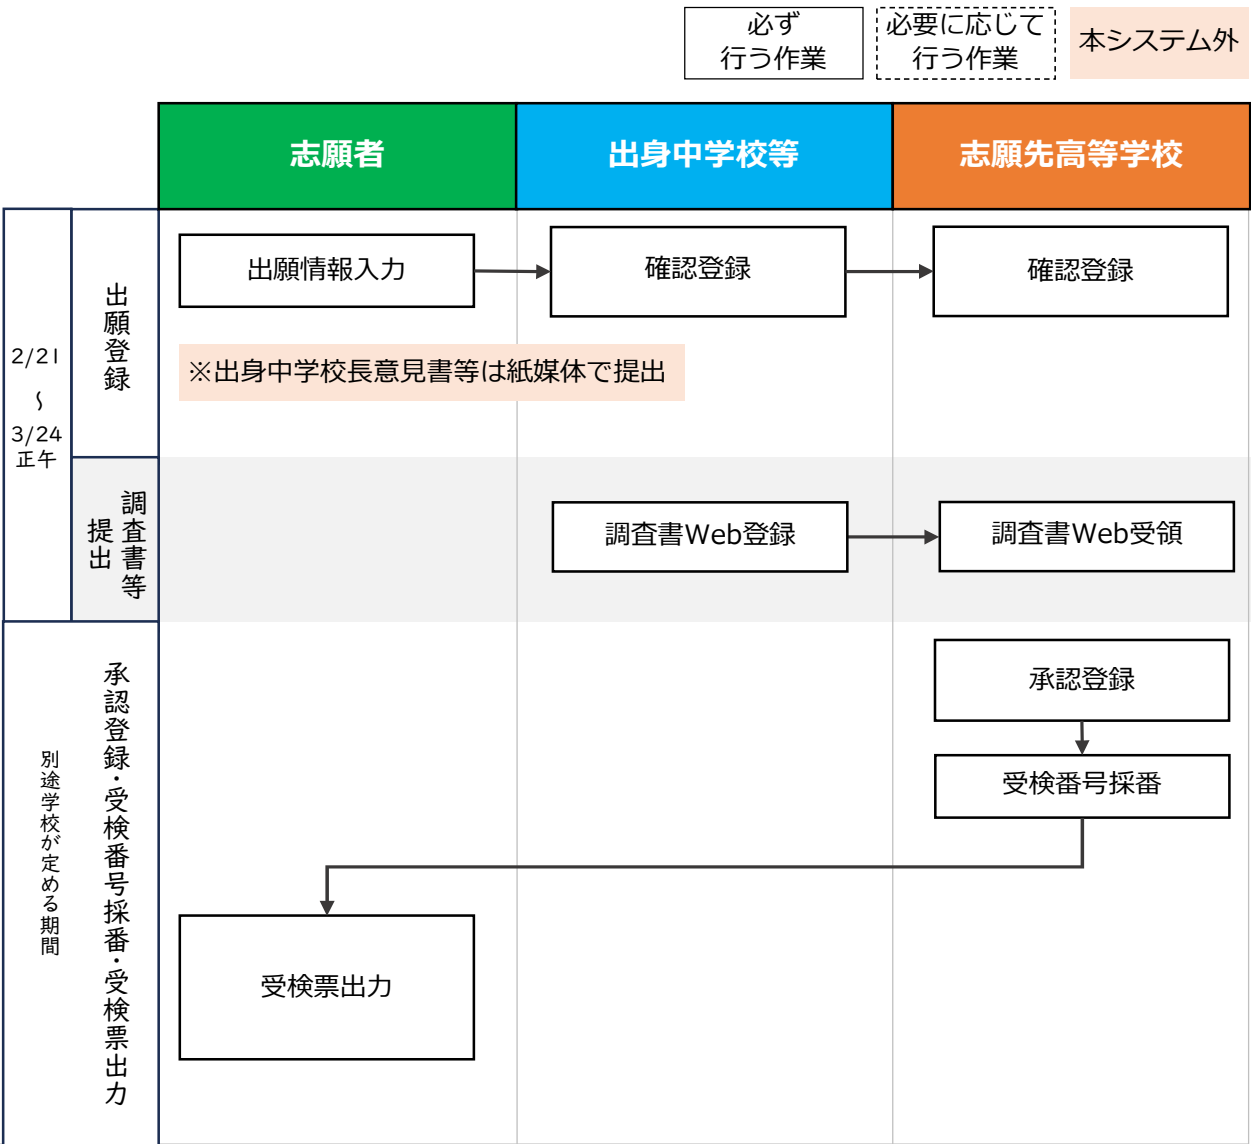 必ず
行う作業
必要に応じて
行う作業
本システム外
志願者
出身中学校等
志願先高等学校
2/21
～
3/24
正午
出願登録
出願情報入力
確認登録
確認登録
※出身中学校長意見書等は紙媒体で提出
調査書等
提出
調査書Web登録
調査書Web受領
別途学校が定める期間
承認登録・受検番号採番・受検票出力
承認登録
受検番号採番
受検票出力